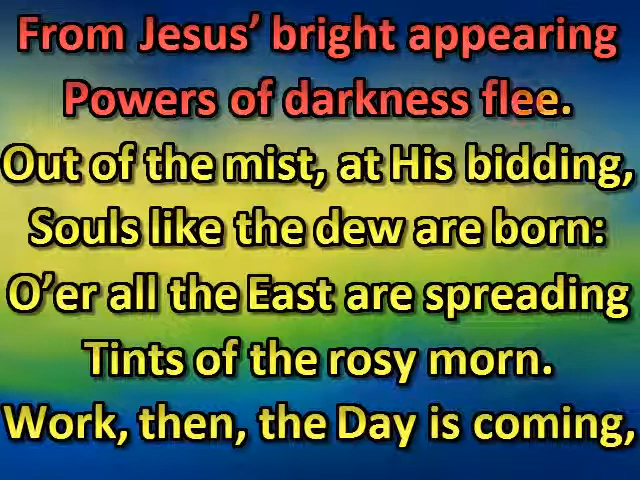 From Jesus’ bright appearing
Powers of darkness flee.
Out of the mist, at His bidding,
Souls like the dew are born:
O’er all the East are spreading
Tints of the rosy morn.
Work, then, the Day is coming,